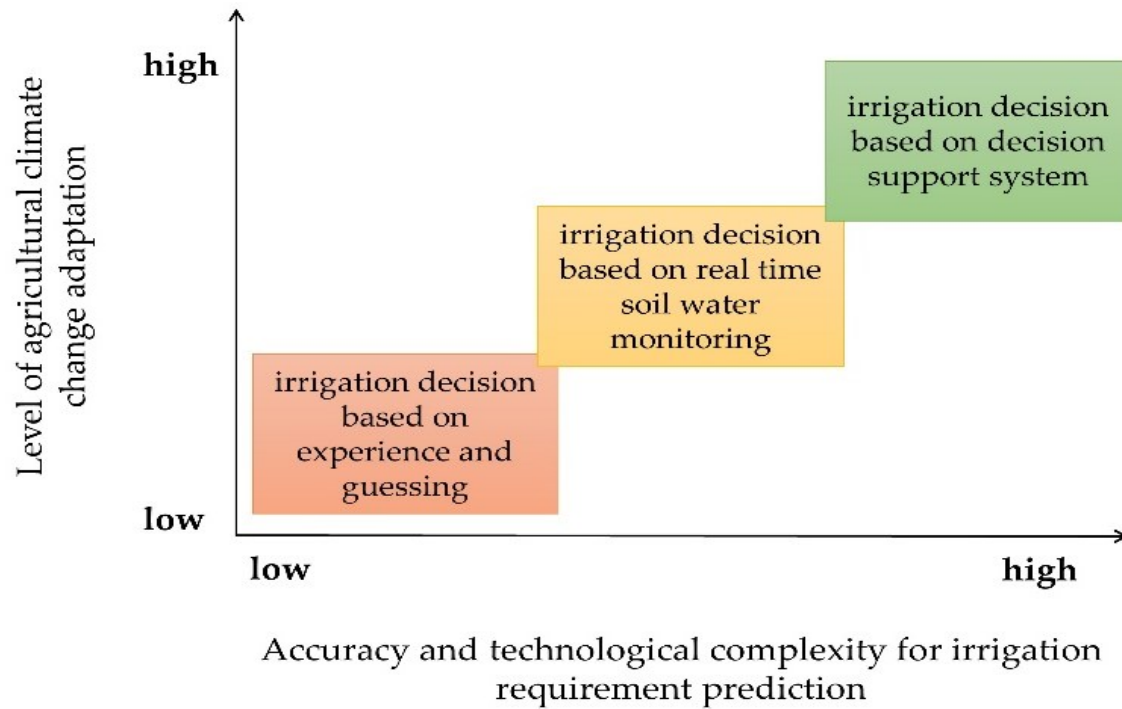 Level of agricultural climate
change adaptation
high
low
irrigation decision
based on decision
support system
irrigation decision
based on real time
soil water
monitoring
irrigation decision
based on
experience and
guessing
low
high
Accuracy and technological complexity for irrigation
requirement prediction